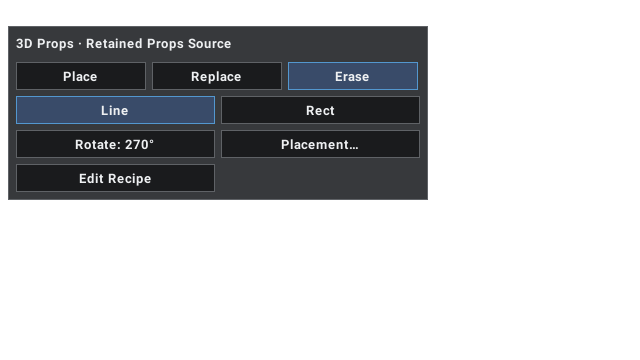 3D Props · Retained Props Source
Place Replace Erase
Line Rect
Rotate: 270° Placement…
Edit Recipe